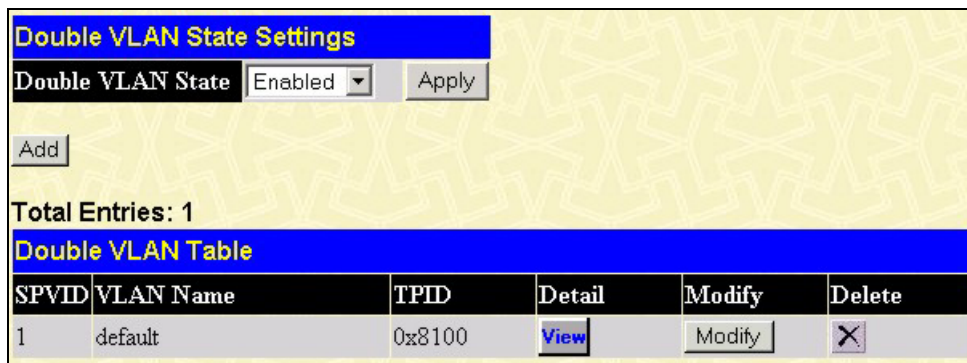 Double VLAN State Settings
Double VLAN State Enabled Apply
Add
Total Entries: 1
Double VLAN Table
SPVID VLAN Name TPID Detail Modify Delete
1 default 0x8100 View Modify X